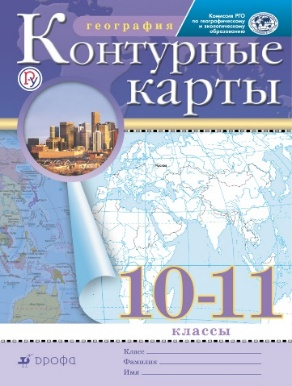 география
Комиссия РГО
по географическому
и экологическому
образованию
Контурные
карты
10-11
классы
дрофа
Класс
Фамилия
Имя